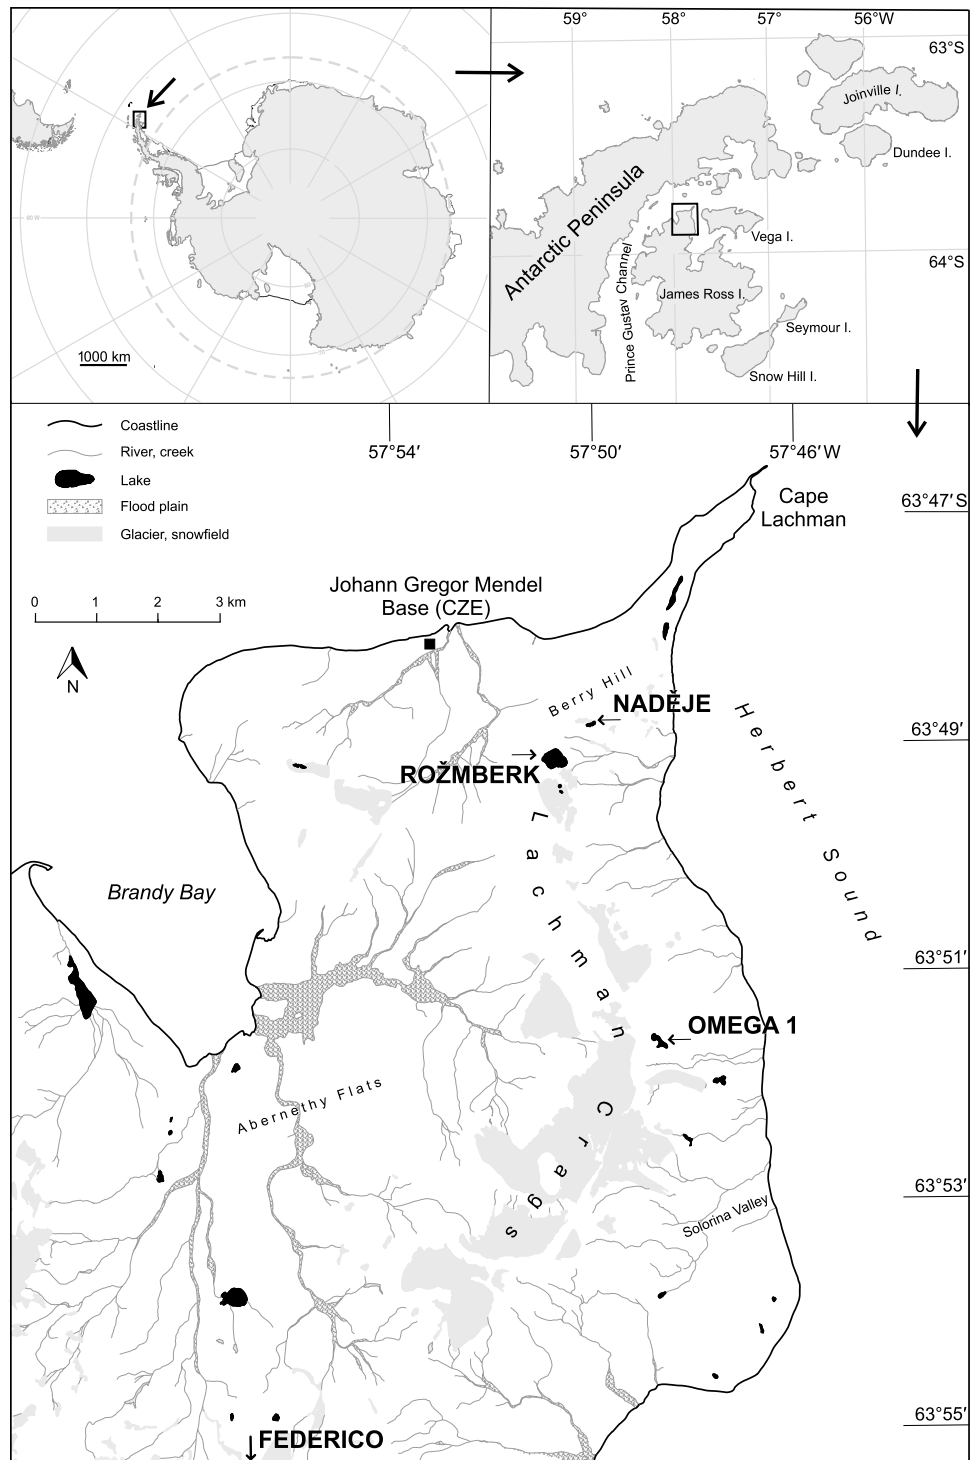 59°
58°
57°
56°W
63°S
Joinville I.
Dundee I.
Antarctic Peninsula
Vega I.
64°S
Prince Gustav Channel
James Ross I.
Seymour I.
Snow Hill I.
1000 km
Coastline
River, creek
Lake
Flood plain
Glacier, snowfield
57°54′
57°50′
57°46′W
Cape
Lachman
63°47′S
Johann Gregor Mendel
Base (CZE)
0 1 2 3 km
N
Berry Hill
NADĚJE
63°49′
ROŽMBERK
Herbert Sound
Lachman Crags
Brandy Bay
63°51′
OMEGA 1
Abernethy Flats
63°53′
Solorina Valley
63°55′
FEDERICO